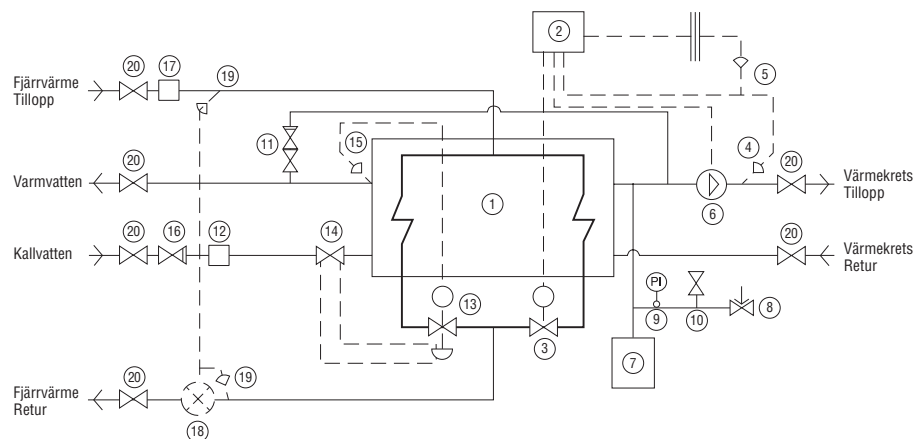 2
20
17
19
Fjärrvärme
Tillopp
5
11
15
4
20
20
Varmvatten
1
6
Värmekrets
Tillopp
14
20
16
12
20
Kallvatten
Värmekrets
Retur
PI
13
8
9
10
3
7
20
19
Fjärrvärme
Retur
18